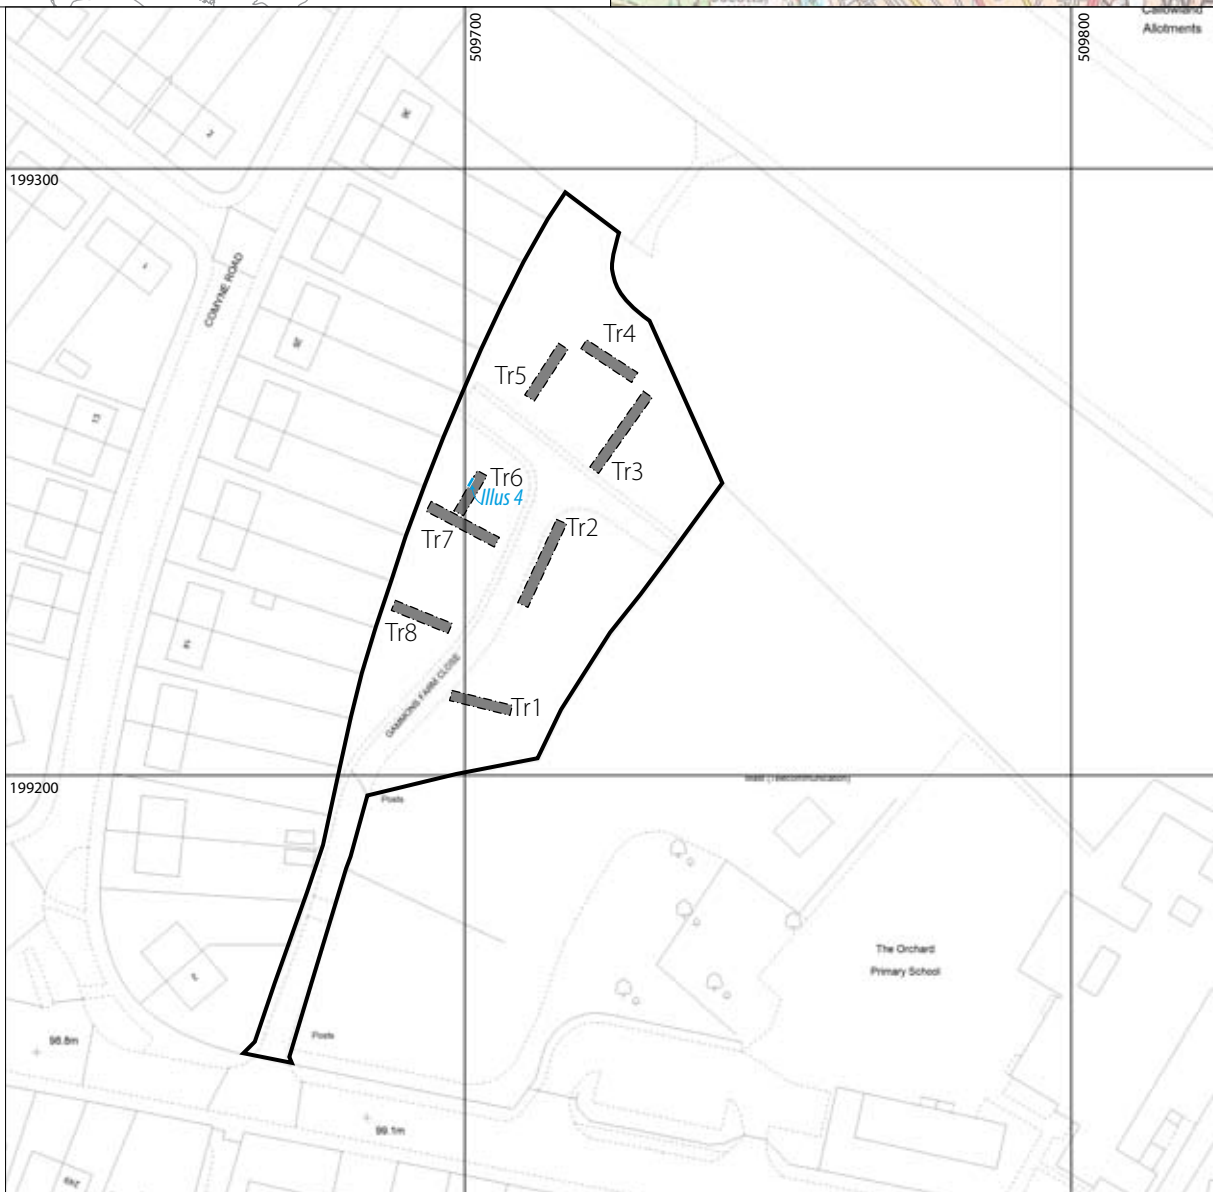 509700
509800
Allotments
199300
COMYNE ROAD
Tr4
Tr5
Tr3
Tr6
Illus 4
Tr7
Tr2
Tr8
GAMMONS FARM CLOSE
Tr1
199200
Posts
The Orchard
Primary School
Posts
98.8m
99.1m